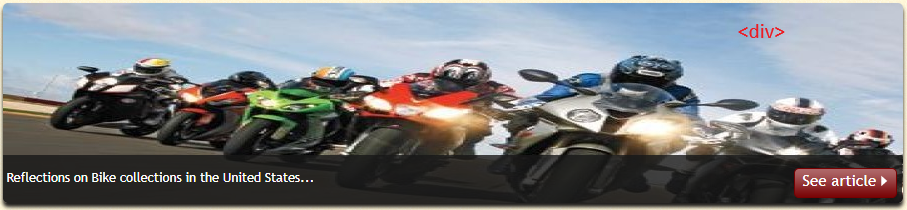 <div>
Reflections on Bike collections in the United States...
See article